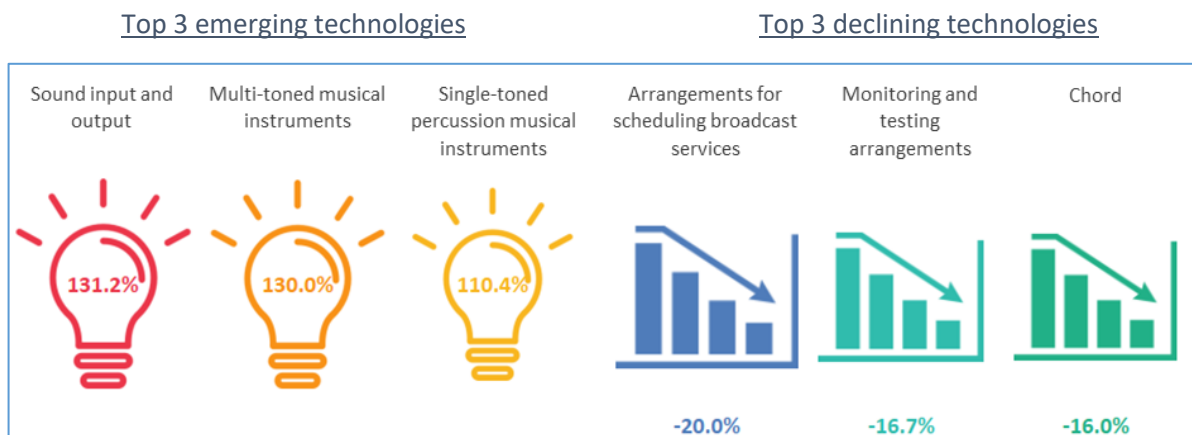 Top 3 emerging technologies
Top 3 declining technologies
Sound input and
output
Multi-toned musical
instruments
Single-toned
percussion musical
instruments
Arrangements for
scheduling broadcast
services
Monitoring and
testing
arrangements
Chord
131.2%
130.0%
110.4%
-20.0%
-16.7%
-16.0%